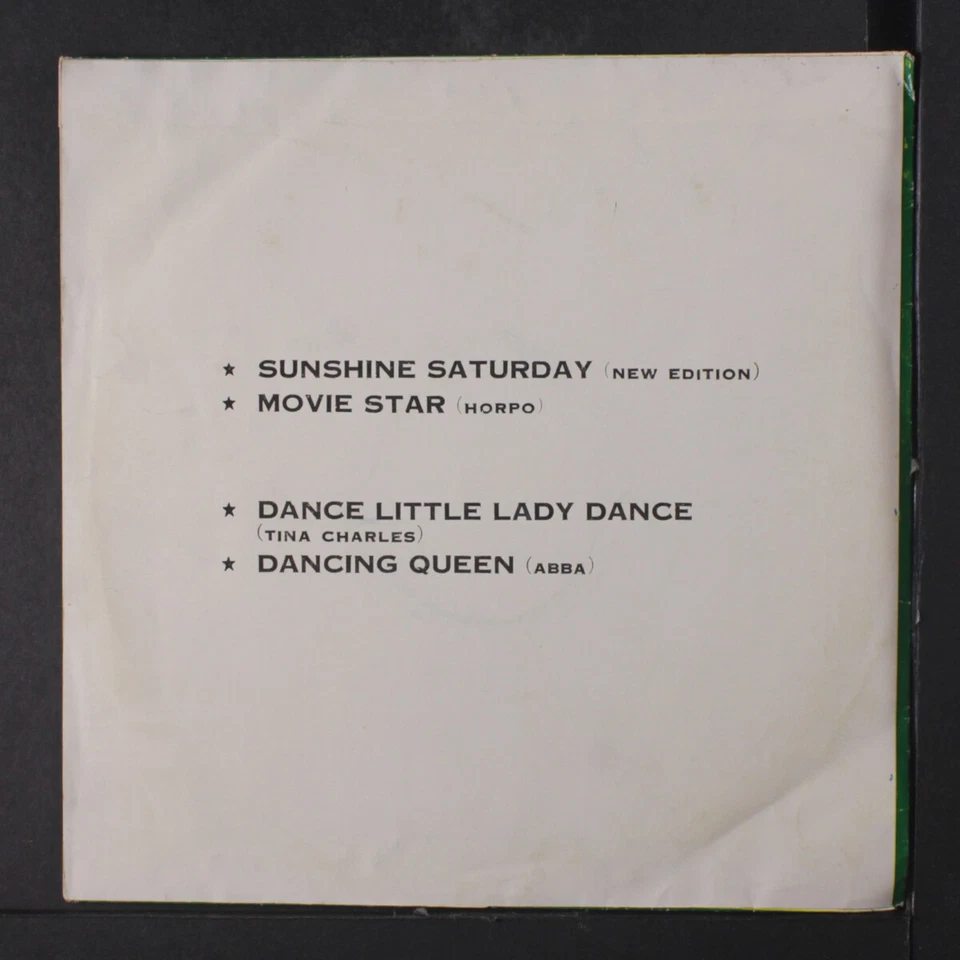 ★ SUNSHINE SATURDAY (NEW EDITION)
★ MOVIE STAR (HORPO)
★ DANCE LITTLE LADY DANCE
(TINA CHARLES)
★ DANCING QUEEN (ABBA)